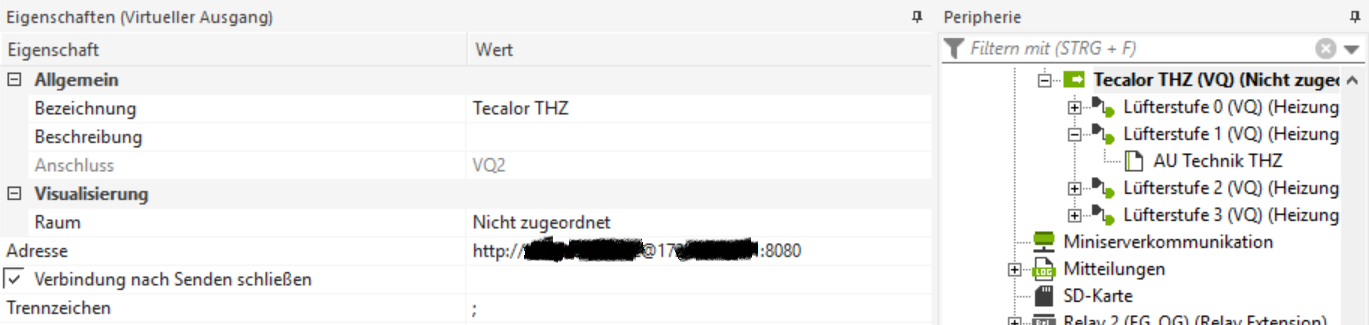 Eigenschaften (Virtueller Ausgang)
Eigenschaft Wert
Allgemein
Bezeichnung Tecalor THZ
Beschreibung
Anschluss VQ2
Visualisierung
Raum Nicht zugeordnet
Adresse http:// @17 :8080
Verbindung nach Senden schließen
Trennzeichen ;
Peripherie
Filtern mit (STRG + F)
Tecalor THZ (VQ) (Nicht zugeo
Lüfterstufe 0 (VQ) (Heizung
Lüfterstufe 1 (VQ) (Heizung
AU Technik THZ
Lüfterstufe 2 (VQ) (Heizung
Lüfterstufe 3 (VQ) (Heizung
Miniserverkommunikation
LOG Mitteilungen
SD-Karte
Relay 2 (EG, OG) (Relay Extension)